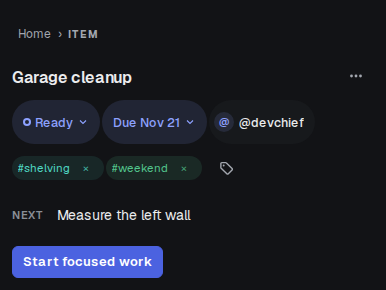 Home › ITEM
Garage cleanup
Ready Due Nov 21 @ @devchief
#shelving × #weekend ×
NEXT Measure the left wall
Start focused work